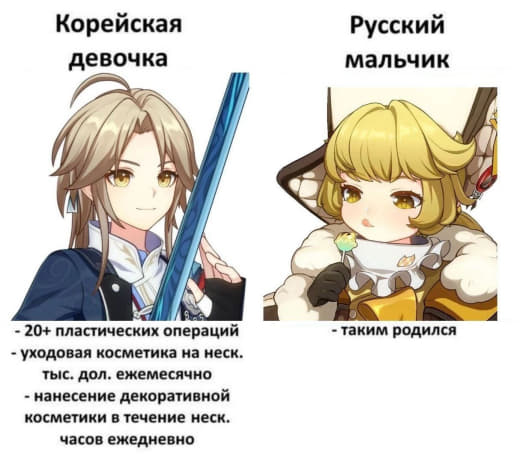 Корейская
девочка
Русский
мальчик
- 20+ пластических операций
- уходовая косметика на неск.
тыс. дол. ежемесячно
- нанесение декоративной
косметики в течение неск.
часов ежедневно
- таким родился